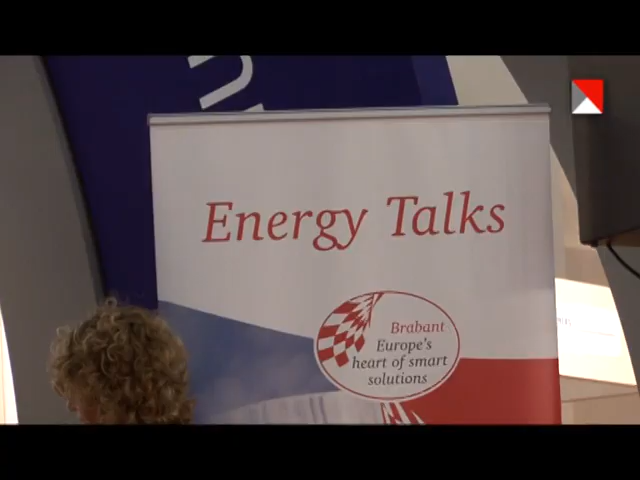 Energy Talks
Brabant
Europe's
heart of smart
solutions